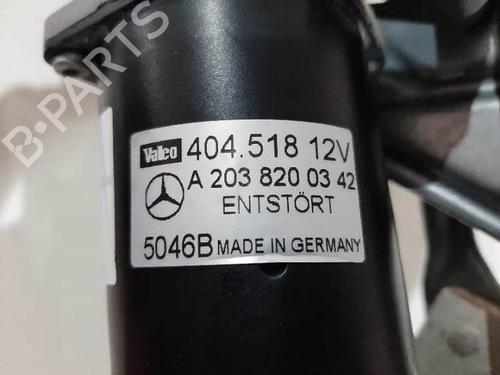 B-PARTS
Valeo 404.518 12V
A 203 820 03 42
ENTSTÖRT
5046B MADE IN GERMANY